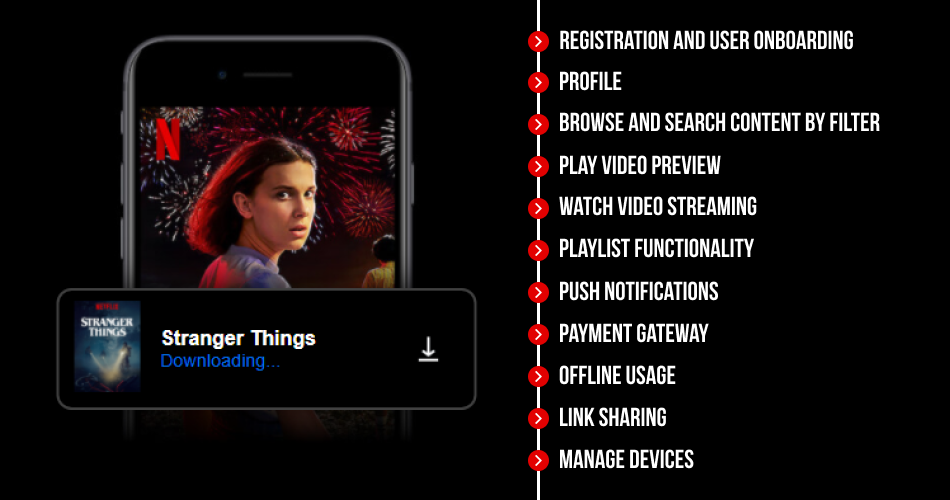 N
NETFLIX
STRANGER
THINGS
Stranger Things
Downloading...
REGISTRATION AND USER ONBOARDING
PROFILE
BROWSE AND SEARCH CONTENT BY FILTER
PLAY VIDEO PREVIEW
WATCH VIDEO STREAMING
PLAYLIST FUNCTIONALITY
PUSH NOTIFICATIONS
PAYMENT GATEWAY
OFFLINE USAGE
LINK SHARING
MANAGE DEVICES